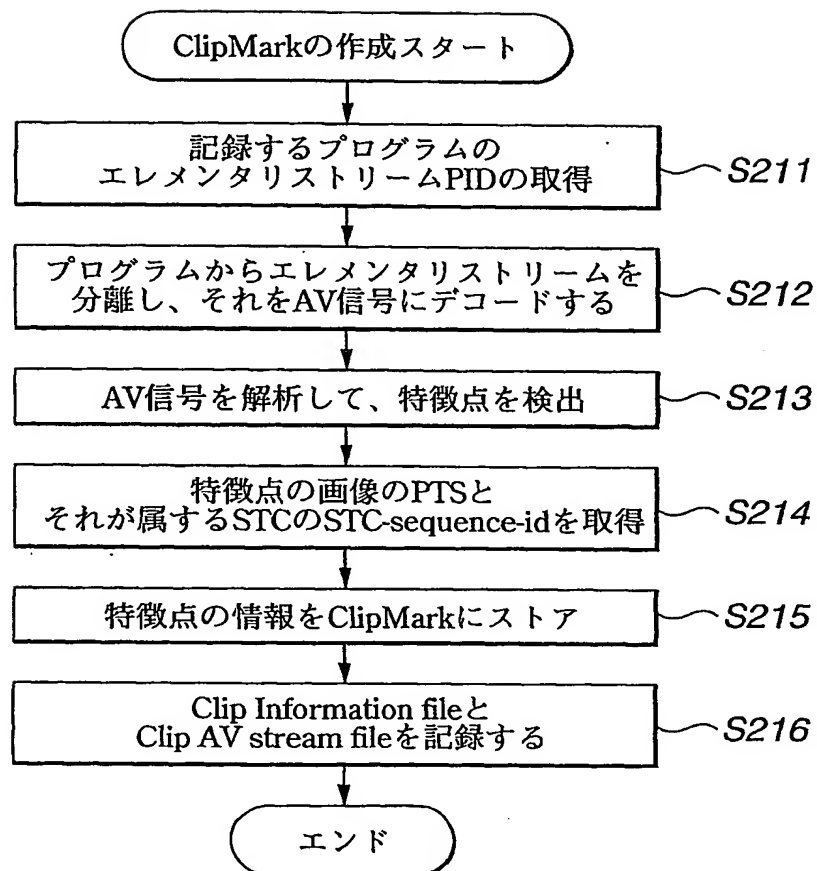 ClipMarkの作成スタート
記録するプログラムの
エレメンタリストリームPIDの取得
S211
プログラムからエレメンタリストリームを
分離し、それをAV信号にデコードする
S212
AV信号を解析して、特徴点を検出
S213
特徴点の画像のPTSと
それが属するSTCのSTC-sequence-idを取得
S214
特徴点の情報をClipMarkにストア
S215
Clip Information fileと
Clip AV stream fileを記録する
S216
エンド